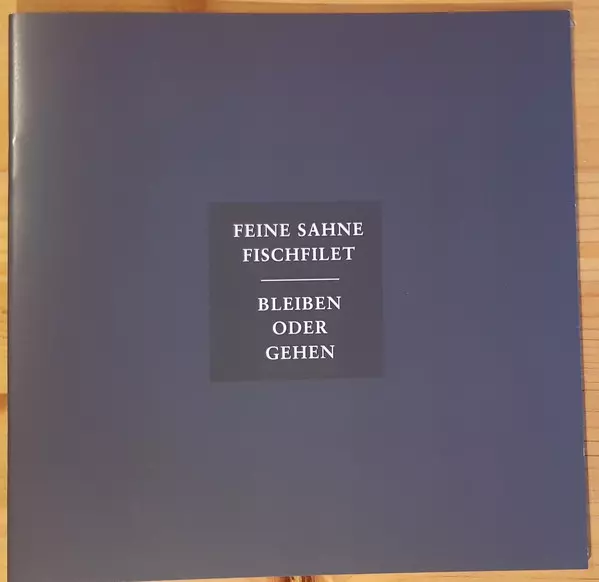 FEINE SAHNE
FISCHFILET
BLEIBEN
ODER
GEHEN